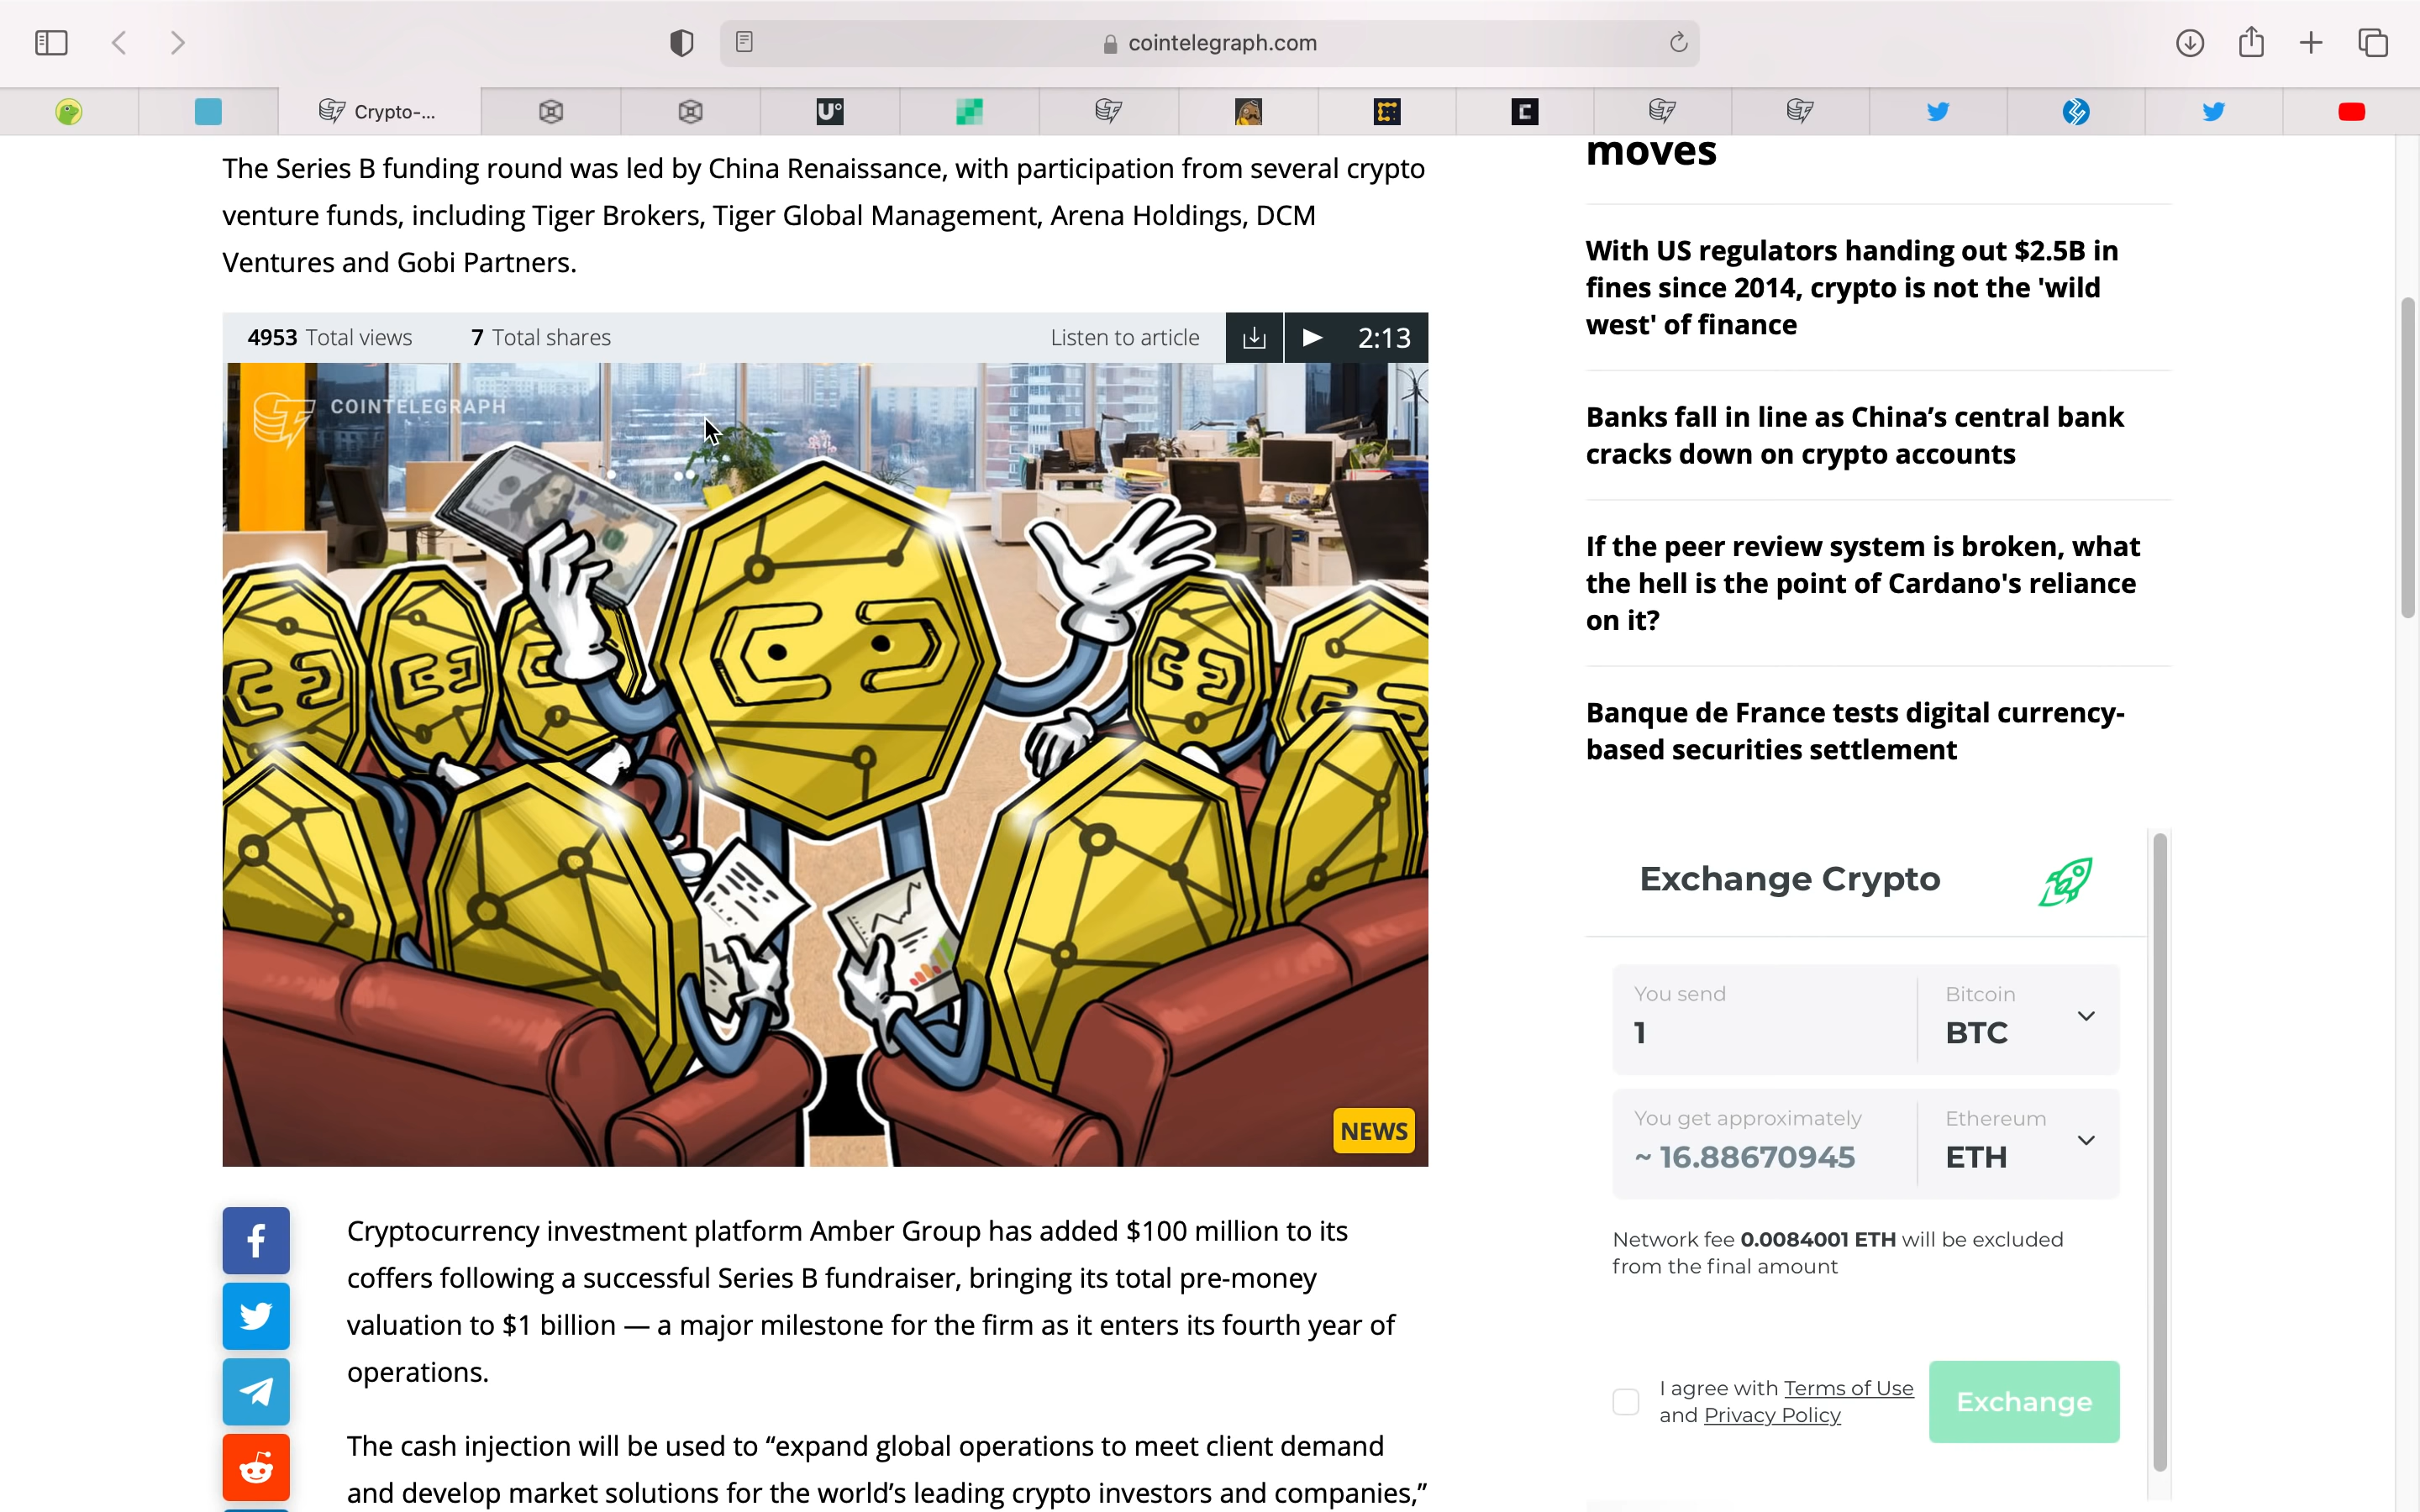 cointelegraph.com
Crypto-...
The Series B funding round was led by China Renaissance, with participation from several crypto
venture funds, including Tiger Brokers, Tiger Global Management, Arena Holdings, DCM
Ventures and Gobi Partners.
4953 Total views 7 Total shares Listen to article 2:13
COINTELEGRAPH
NEWS
Cryptocurrency investment platform Amber Group has added $100 million to its
coffers following a successful Series B fundraiser, bringing its total pre-money
valuation to $1 billion — a major milestone for the firm as it enters its fourth year of
operations.
The cash injection will be used to “expand global operations to meet client demand
and develop market solutions for the world’s leading crypto investors and companies,”
moves
With US regulators handing out $2.5B in
fines since 2014, crypto is not the 'wild
west' of finance
Banks fall in line as China’s central bank
cracks down on crypto accounts
If the peer review system is broken, what
the hell is the point of Cardano's reliance
on it?
Banque de France tests digital currency-
based securities settlement
Exchange Crypto
You send Bitcoin
1 BTC
You get approximately Ethereum
~ 16.88670945 ETH
Network fee 0.0084001 ETH will be excluded
from the final amount
I agree with Terms of Use
and Privacy Policy
Exchange